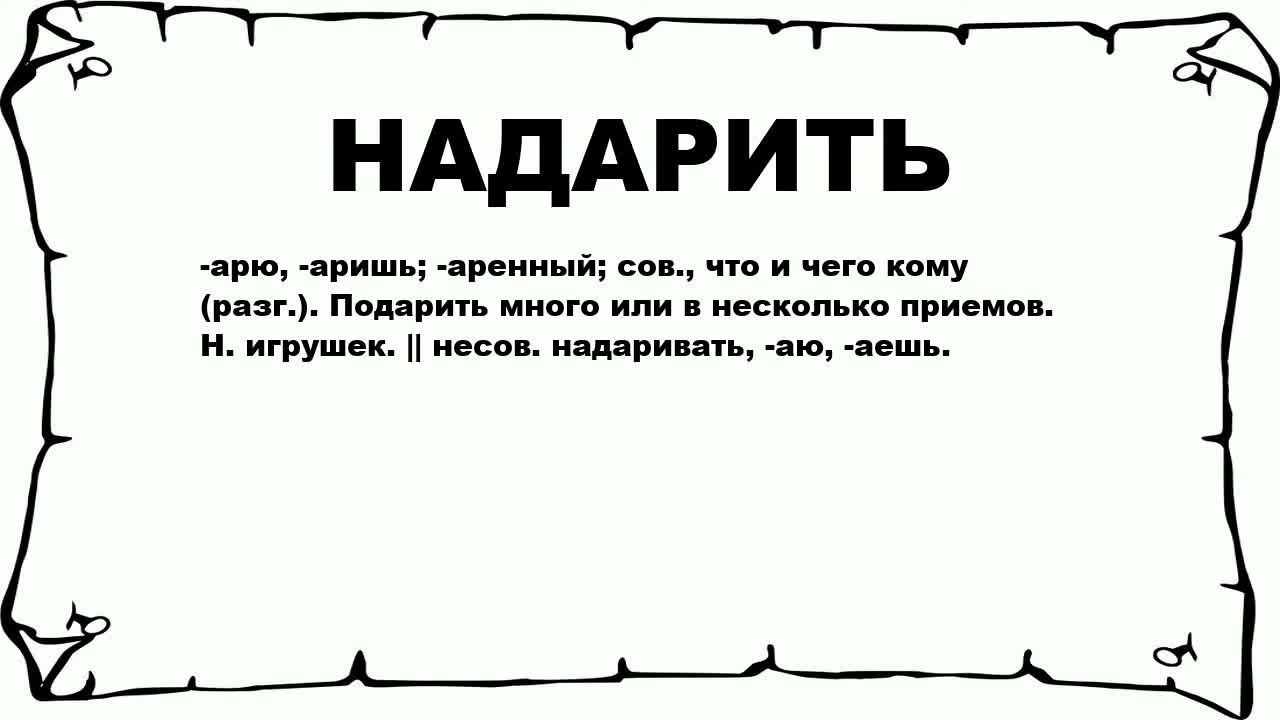 НАДАРИТЬ
-арю, -аришь; -аренный; сов., что и чего кому
(разг.). Подарить много или в несколько приемов.
Н. игрушек. || несов. надаривать, -аю, -аешь.